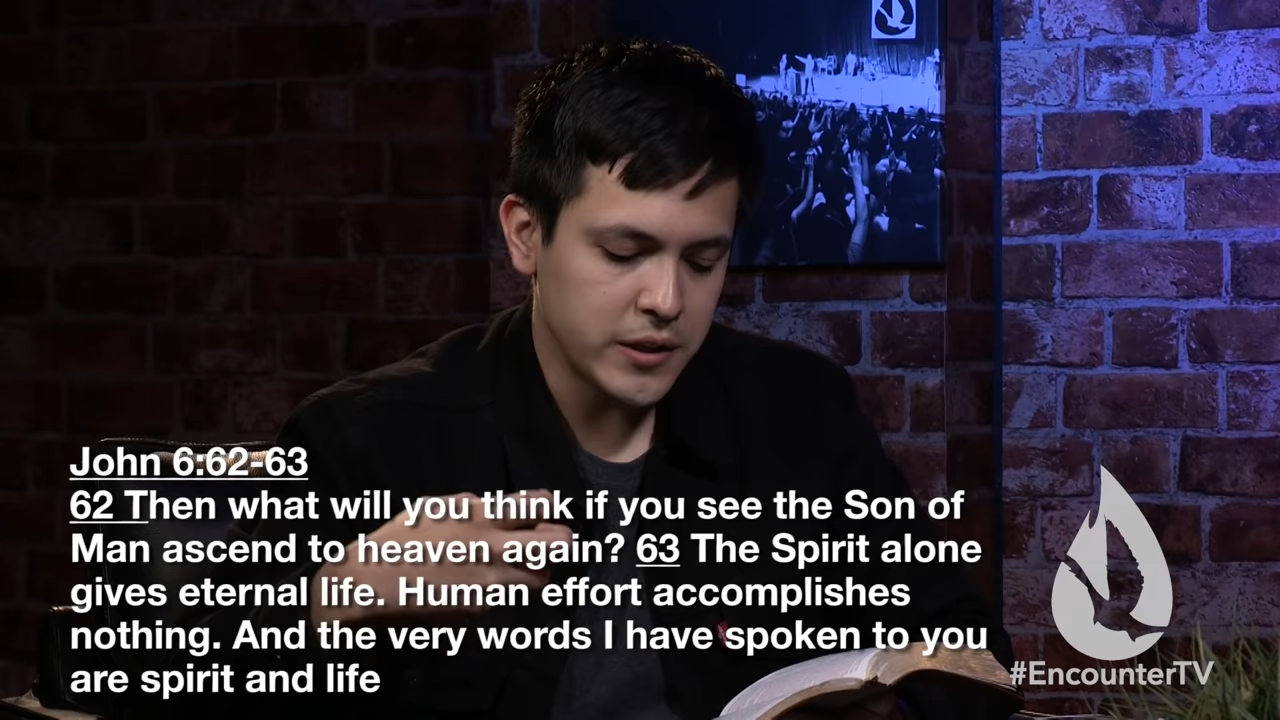 John 6:62-63
62 Then what will you think if you see the Son of
Man ascend to heaven again? 63 The Spirit alone
gives eternal life. Human effort accomplishes
nothing. And the very words I have spoken to you
are spirit and life
#EncounterTV